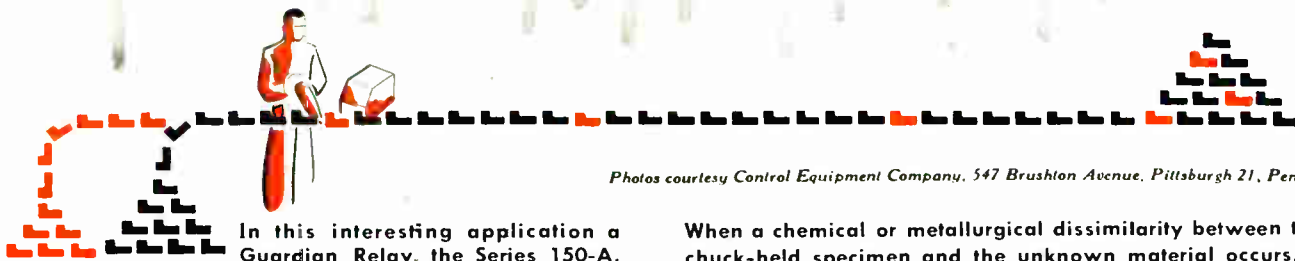 Photos courtesy Control Equipment Company, 547 Brushton Avenue, Pittsburgh 21,
In this interesting application a
Guardian Relay, the Series 150-A,
When a chemical or metallurgical dissimilarity between
chuck-held specimen and the unknown material occurs,